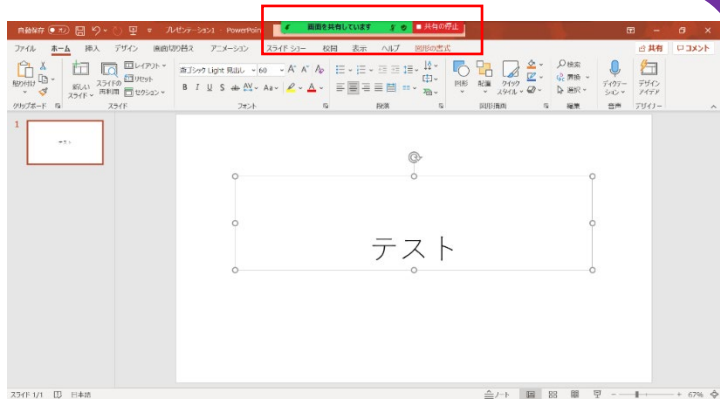 自動保存 オフ プレゼンテーション1 - PowerPoint 画面を共有しています 共有の停止
ファイル ホーム 挿入 デザイン 画面切り替え アニメーション スライド ショー 校閲 表示 ヘルプ 図形の書式 共有 コメント
貼り付け 新しいスライド スライドの再利用 レイアウト リセット セクション 游ゴシック Light 見出し 60 A A A
B I U S ab AV Aa A 図形 配置 クイックスタイル 検索 置換 選択 ディクテーション デザインアイデア
クリップボード スライド フォント 段落 図形描画 編集 音声 デザイナー
1
テスト
テスト
スライド 1/1 日本語 ノート 67%